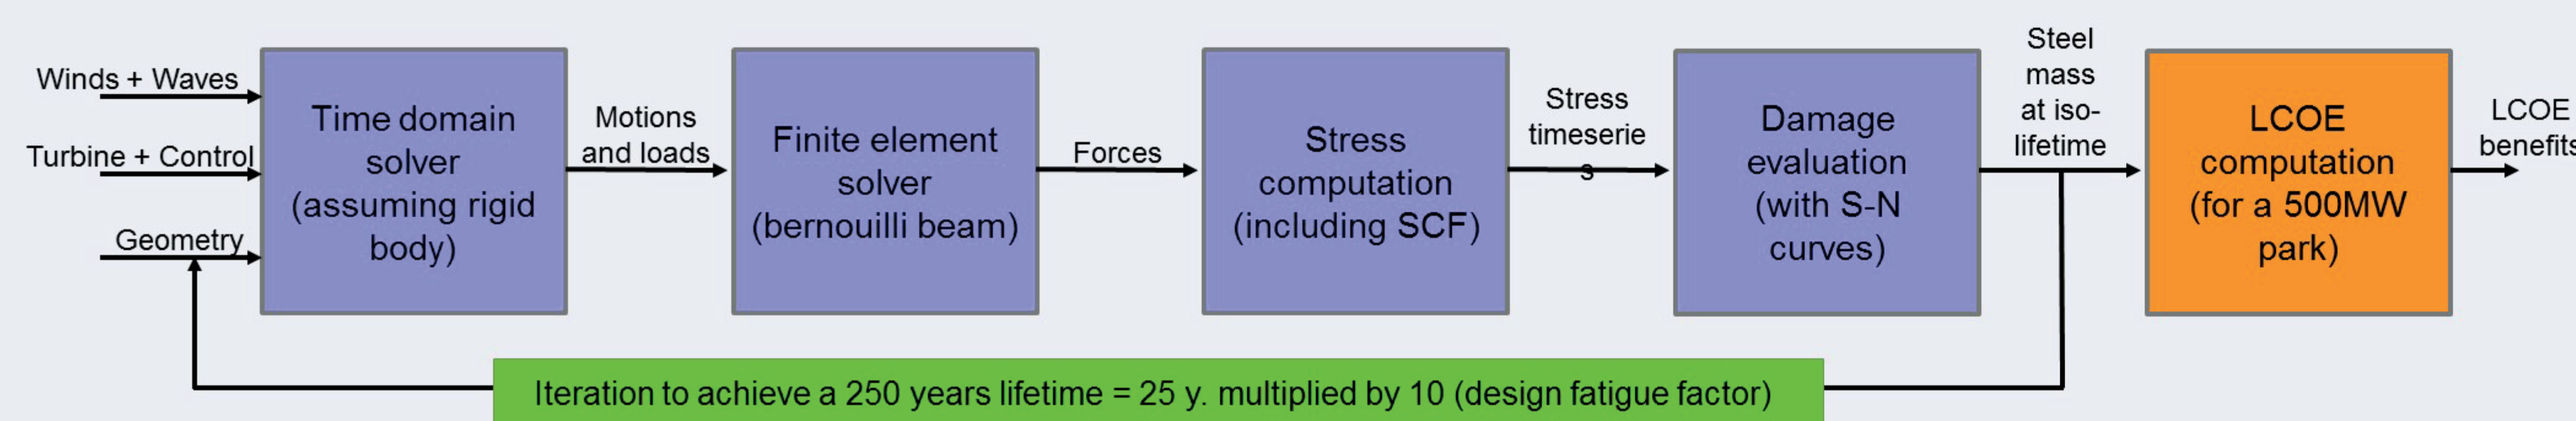 Winds + Waves
Turbine + Control
Geometry
Time domain
solver
(assuming rigid
body)
Motions
and loads
Finite element
solver
(bernouilli beam)
Forces
Stress
computation
(including SCF)
Stress
timeserie
s
Damage
evaluation
(with S-N
curves)
Steel
mass
at iso-
lifetime
LCOE
computation
(for a 500MW
park)
LCOE
benefits
Iteration to achieve a 250 years lifetime = 25 y. multiplied by 10 (design fatigue factor)